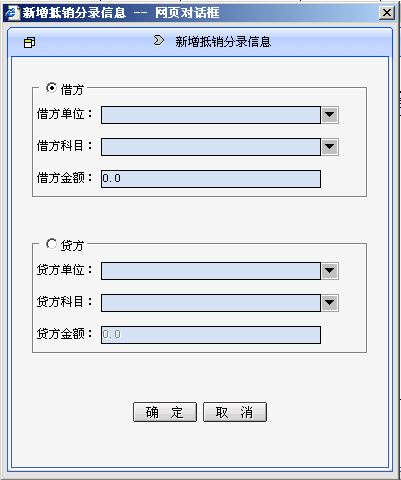 新增抵销分录信息 -- 网页对话框
新增抵销分录信息
借方
借方单位：
借方科目：
借方金额： 0.0
贷方
贷方单位：
贷方科目：
贷方金额： 0.0
确 定 取 消